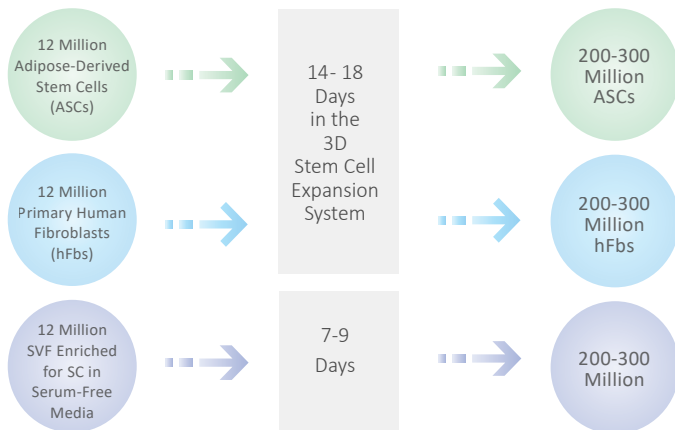 12 Million
Adipose-Derived
Stem Cells
(ASCs)
14- 18
Days
in the
3D
Stem Cell
Expansion
System
200-300
Million
ASCs
12 Million
Primary Human
Fibroblasts
(hFbs)
200-300
Million
hFbs
12 Million
SVF Enriched
for SC in
Serum-Free
Media
7-9
Days
200-300
Million